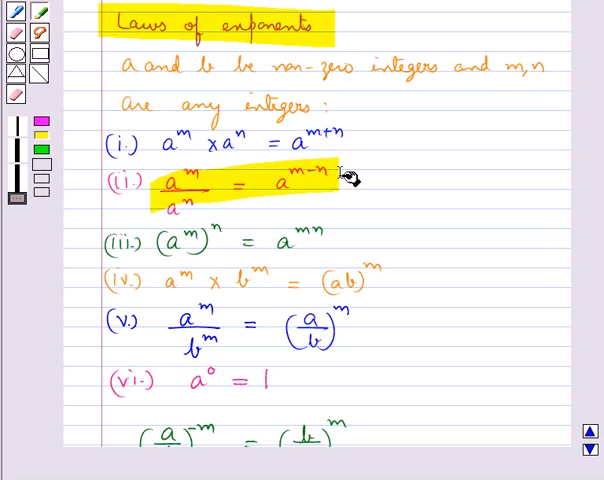 Laws of exponents
a and b be non-zero integers and m, n
are any integers :
(i.) a^m × a^n = a^{m+n}
(ii.) a^m / a^n = a^{m-n}
(iii.) (a^m)^n = a^{mn}
(iv.) a^m × b^m = (ab)^m
(v.) a^m / b^m = (a/b)^m
(vi.) a^0 = 1